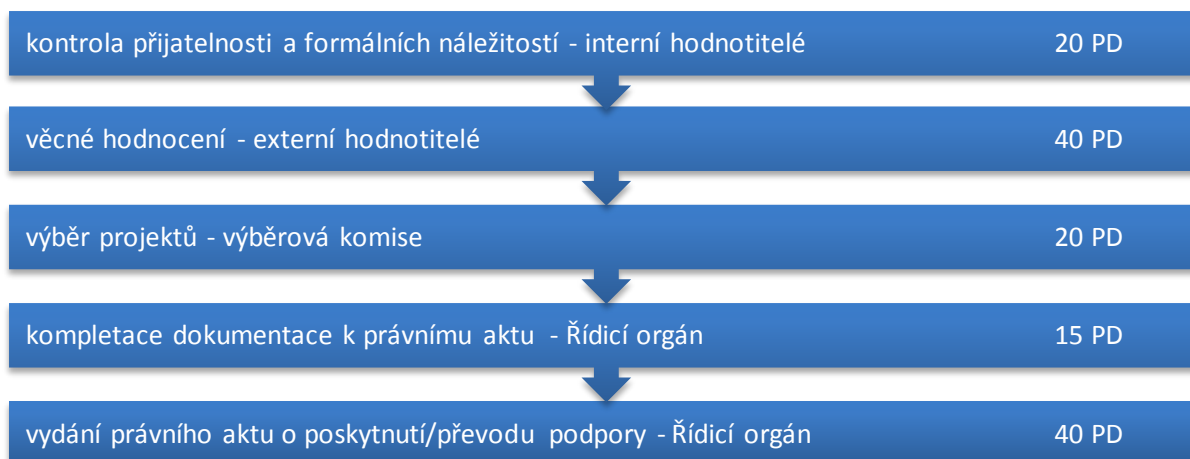 kontrola přijatelnosti a formálních náležitostí - interní hodnotitelé 20 PD
věcné hodnocení - externí hodnotitelé 40 PD
výběr projektů - výběrová komise 20 PD
kompletace dokumentace k právnímu aktu - Řídicí orgán 15 PD
vydání právního aktu o poskytnutí/převodu podpory - Řídicí orgán 40 PD